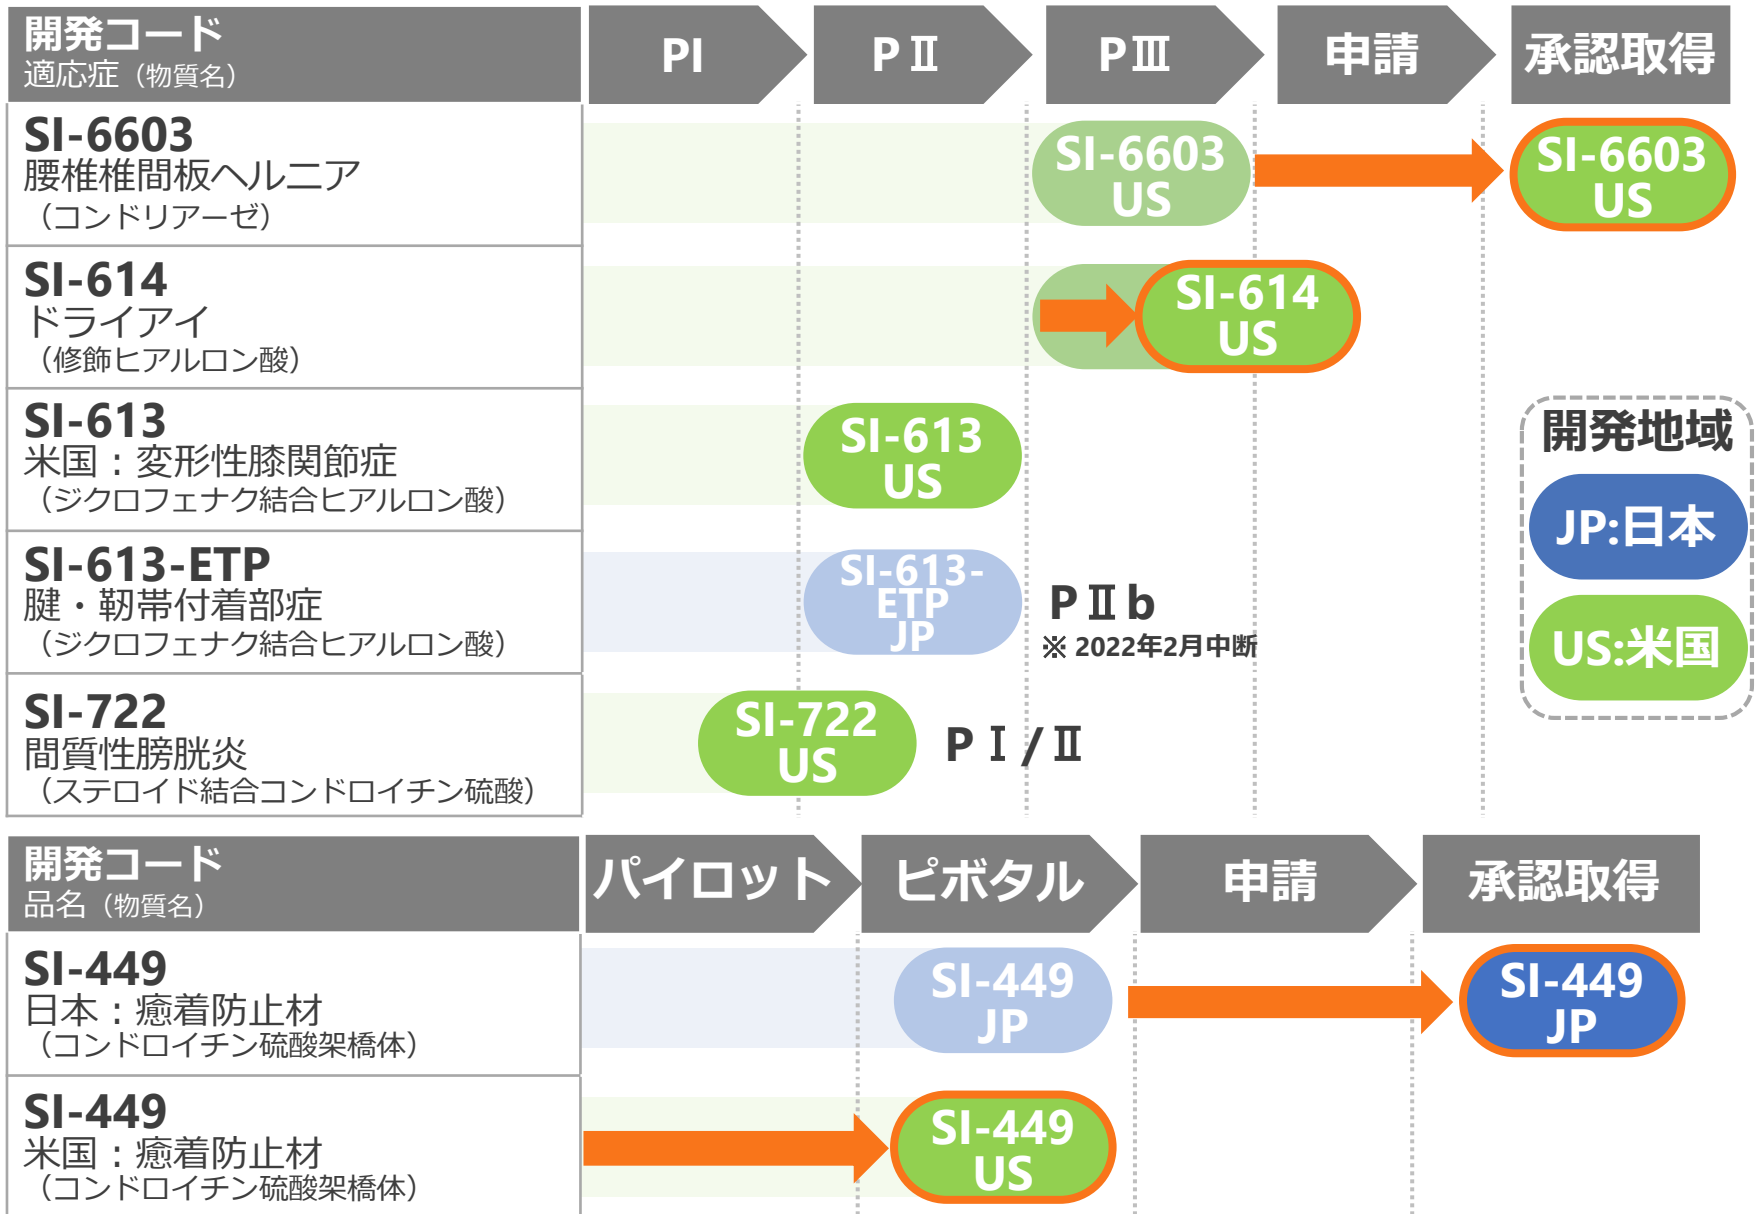 開発コード
適応症（物質名）
PⅠ
PⅡ
PⅢ
申請
承認取得
SI-6603
腰椎椎間板ヘルニア
（コンドリアーゼ）
SI-6603
US
SI-6603
US
SI-614
ドライアイ
（修飾ヒアルロン酸）
SI-614
US
SI-613
米国：変形性膝関節症
（ジクロフェナク結合ヒアルロン酸）
SI-613
US
SI-613-ETP
腱・靭帯付着部症
（ジクロフェナク結合ヒアルロン酸）
SI-613-
ETP
JP
PⅡb
※ 2022年2月中断
SI-722
間質性膀胱炎
（ステロイド結合コンドロイチン硫酸）
SI-722
US
PⅠ/Ⅱ
開発地域
JP:日本
US:米国
開発コード
品名（物質名）
パイロット
ピボタル
申請
承認取得
SI-449
日本：癒着防止材
（コンドロイチン硫酸架橋体）
SI-449
JP
SI-449
JP
SI-449
米国：癒着防止材
（コンドロイチン硫酸架橋体）
SI-449
US